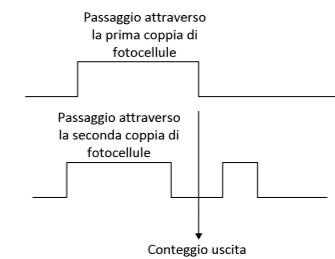 Passaggio attraverso
la prima coppia di
fotocellule
Passaggio attraverso
la seconda coppia di
fotocellule
Conteggio uscita